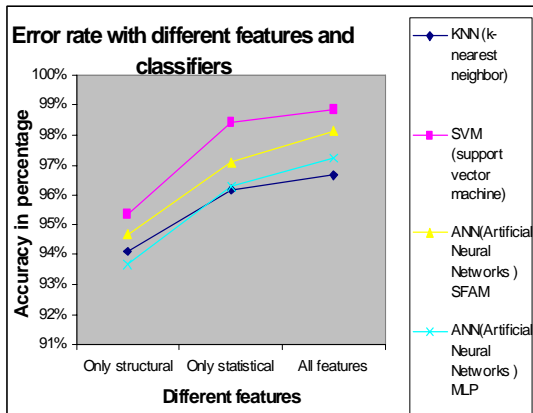 Error rate with different features and
classifiers
100%
99%
98%
97%
96%
95%
94%
93%
92%
91%
Accuracy in percentage
Only structural Only statistical All features
Different features
KNN (k-
nearest
neighbor)
SVM
(support
vector
machine)
ANN(Artificial
Neural
Networks )
SFAM
ANN(Artificial
Neural
Networks )
MLP